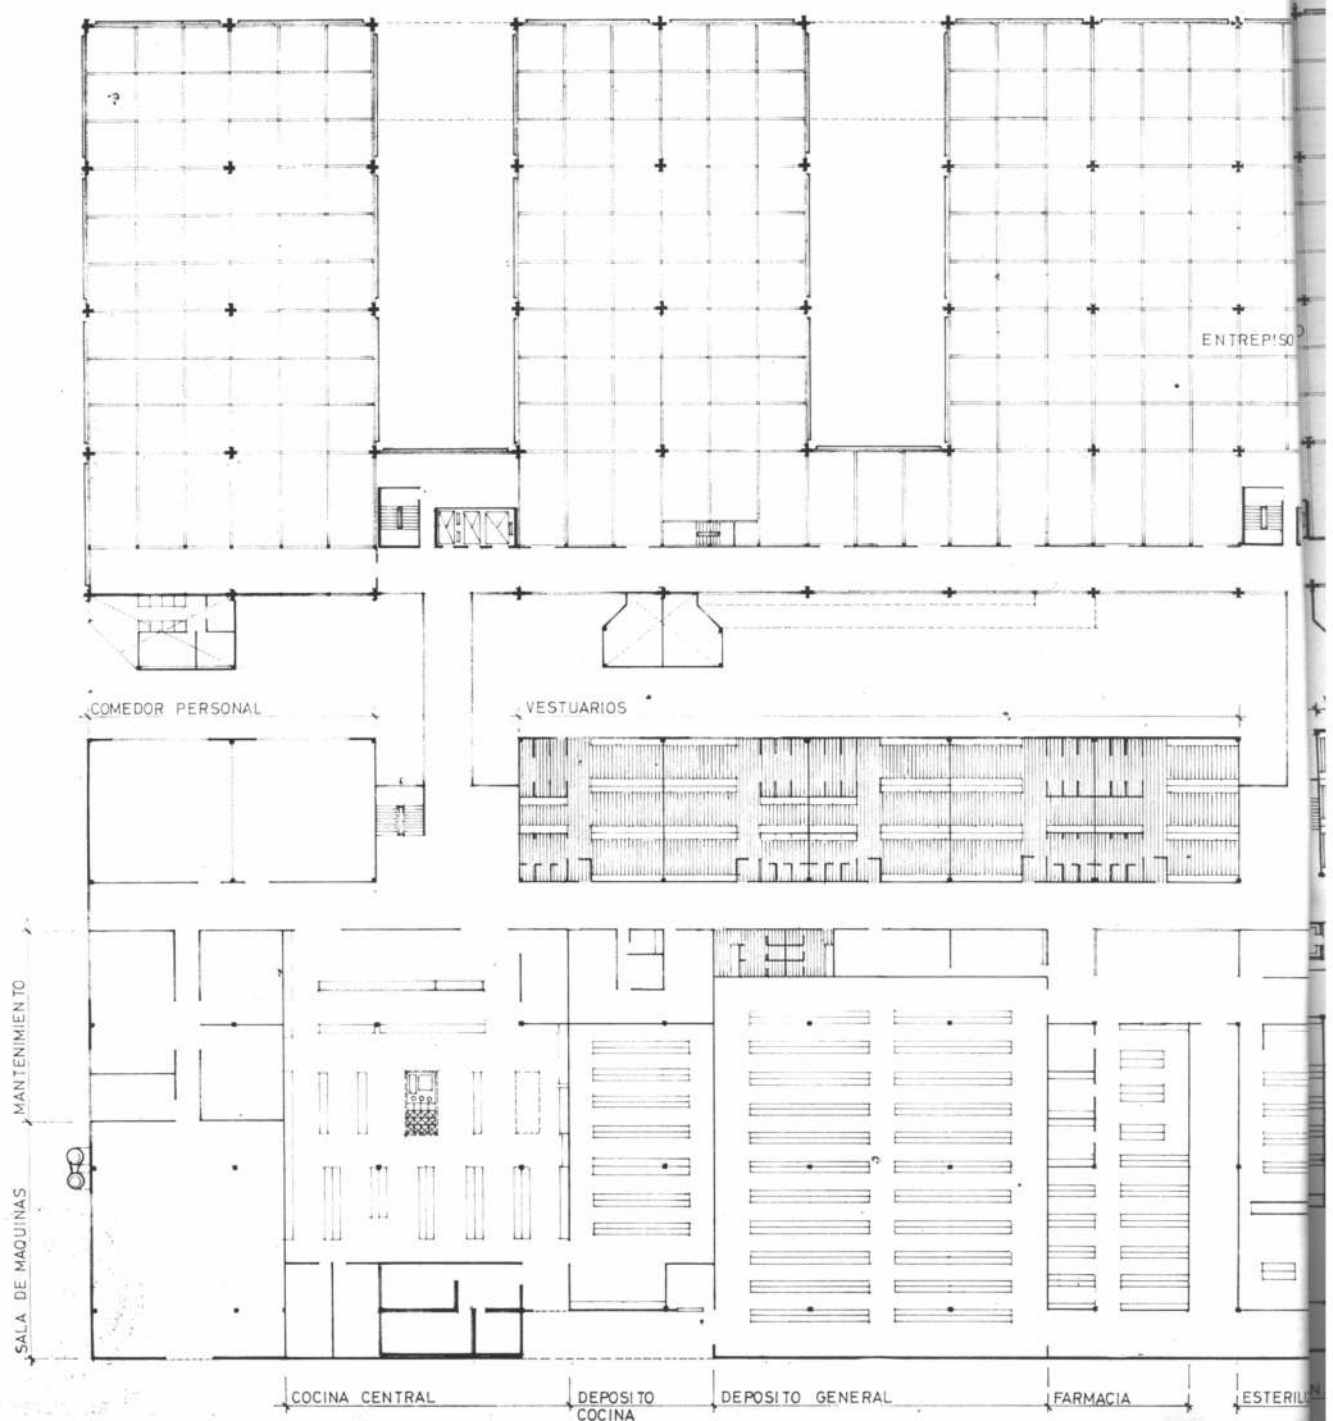 ENTREPISO
COMEDOR PERSONAL
VESTUARIOS
MANTENIMIENTO
SALA DE MAQUINAS
COCINA CENTRAL
DEPOSITO
COCINA
DEPOSITO GENERAL
FARMACIA